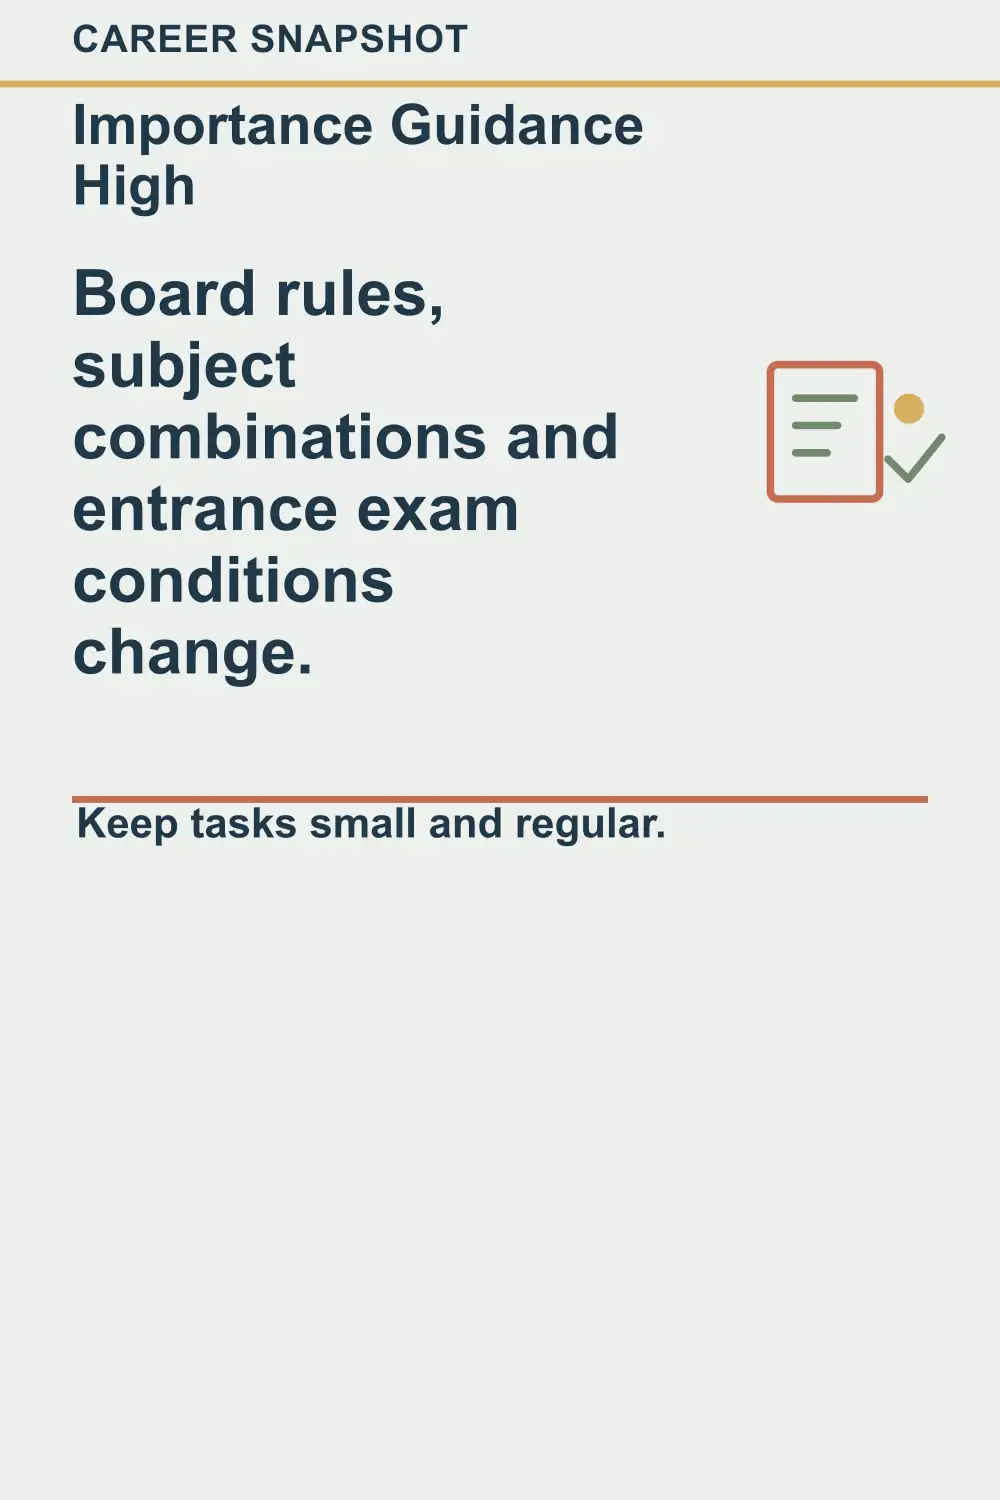 CAREER SNAPSHOT
Importance Guidance
High
Board rules,
subject
combinations and
entrance exam
conditions
change.
Keep tasks small and regular.